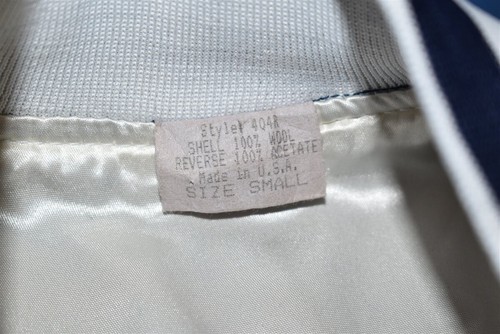 Style# 404R
SHELL 100% WOOL
REVERSE 100% ACETATE
Made in U.S.A.
SIZE SMALL